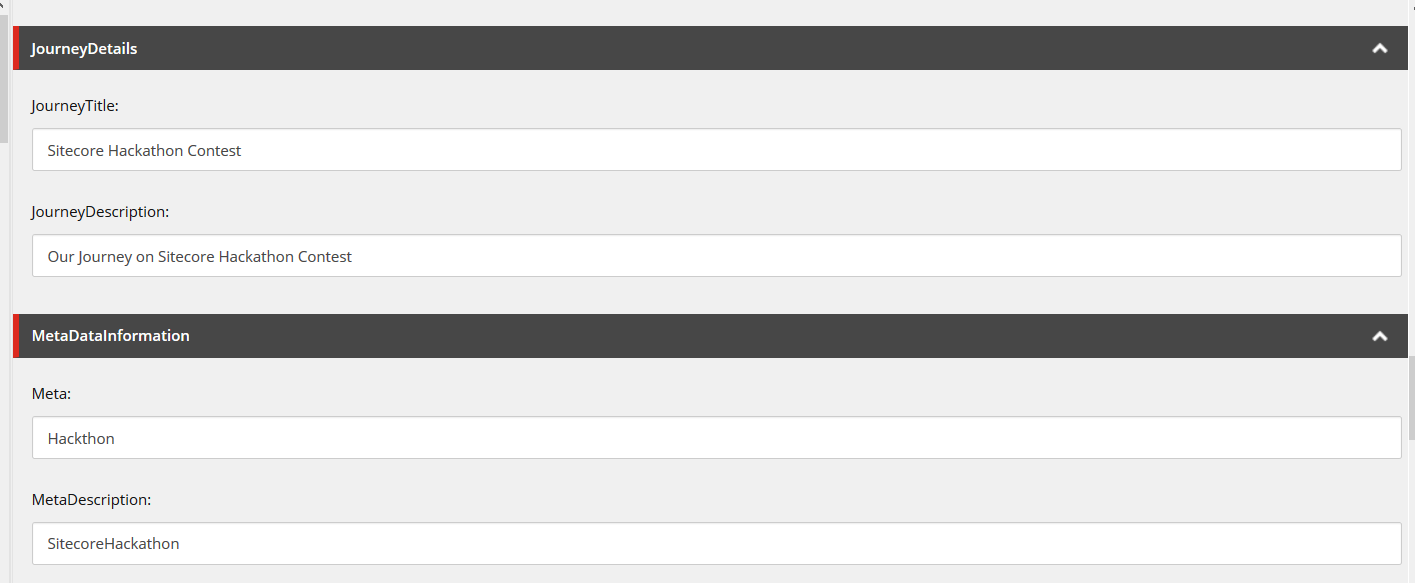 JourneyDetails
JourneyTitle:
Sitecore Hackathon Contest
JourneyDescription:
Our Journey on Sitecore Hackathon Contest
MetaDataInformation
Meta:
Hackthon
MetaDescription:
SitecoreHackathon